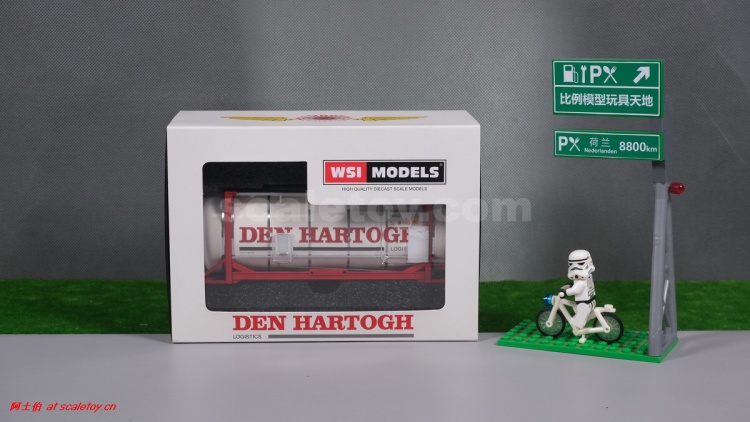 P
比例模型玩具天地
P 荷兰 Nederlanden 8800km
WSI MODELS
HIGH QUALITY DIECAST SCALE MODELS
scaletoy.com
DEN HARTOGH
LOGISTICS
DEN HARTOGH
LOGISTICS
阿土伯 at scaletoy.cn